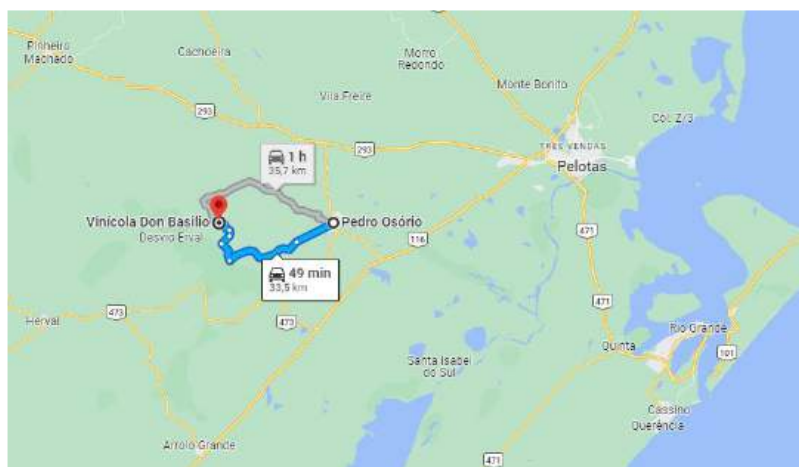 Pinheiro
Machado
Cachoeira
Morro
Redondo
Monte Bonito
Vila Freire
293
Col. Z/3
293
TRÊS VENDAS
Pelotas
1 h
35,7 km
Vinícola Don Basilio
Desvio Erval
Pedro Osório
116
471
49 min
33,5 km
473
Herval
473
471
Rio Grande
Quinta
101
Santa Isabel
do Sul
Cassino
Querência
Arroio Grande
471